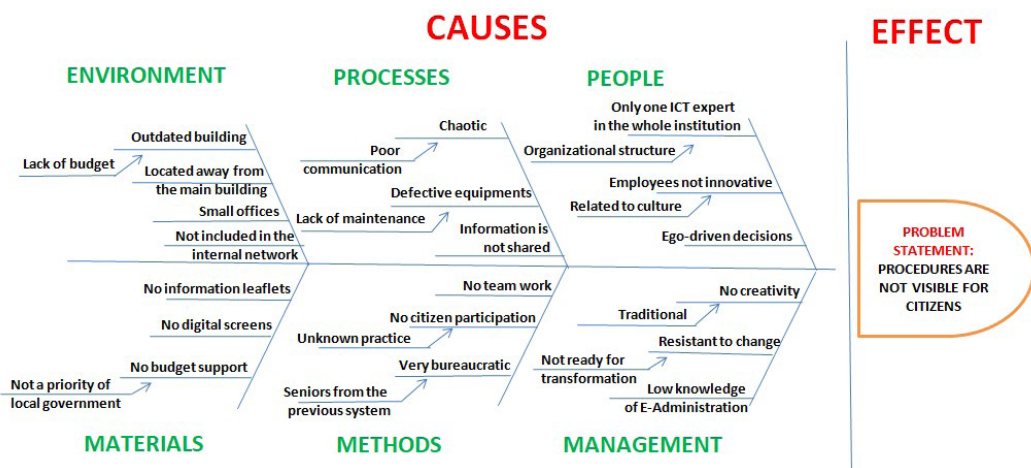 CAUSES
EFFECT
ENVIRONMENT
PROCESSES
PEOPLE
Outdated building
Lack of budget
Located away from
the main building
Small offices
Not included in the
internal network
Chaotic
Poor
communication
Defective equipments
Lack of maintenance
Information is
not shared
Only one ICT expert
in the whole institution
Organizational structure
Employees not innovative
Related to culture
Ego-driven decisions
PROBLEM
STATEMENT:
PROCEDURES ARE
NOT VISIBLE FOR
CITIZENS
No information leaflets
No digital screens
No budget support
Not a priority of
local government
No team work
No citizen participation
Unknown practice
Very bureaucratic
Seniors from the
previous system
No creativity
Traditional
Resistant to change
Not ready for
transformation
Low knowledge
of E-Administration
MATERIALS
METHODS
MANAGEMENT